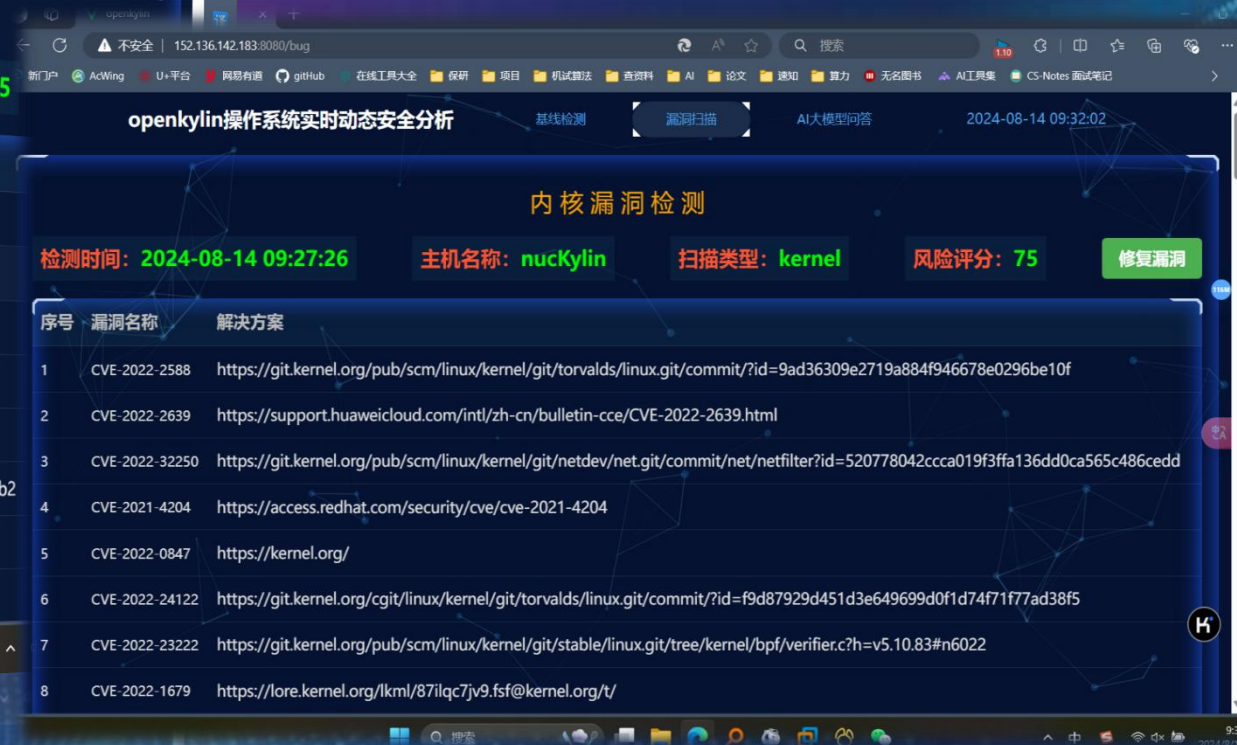 openkylin
不安全 | 152.136.142.183:8080/bug
搜索
1.10
新门户 AcWing U+平台 网易有道 gitHub 在线工具大全 保研 项目 机试算法 查资料 AI 论文 速知 算力 无名图书 AI工具集 CS-Notes 面试笔记
5
openkylin操作系统实时动态安全分析 基线检测 漏洞扫描 AI大模型问答 2024-08-14 09:32:02
内核漏洞检测
检测时间：2024-08-14 09:27:26 主机名称：nucKylin 扫描类型：kernel 风险评分：75 修复漏洞
116M
序号 漏洞名称 解决方案
1 CVE-2022-2588 https://git.kernel.org/pub/scm/linux/kernel/git/torvalds/linux.git/commit/?id=9ad36309e2719a884f946678e0296be10f
2 CVE-2022-2639 https://support.huaweicloud.com/intl/zh-cn/bulletin-cce/CVE-2022-2639.html
3 CVE-2022-32250 https://git.kernel.org/pub/scm/linux/kernel/git/netdev/net.git/commit/net/netfilter?id=520778042ccca019f3ffa136dd0ca565c486cedd
b2
4 CVE-2021-4204 https://access.redhat.com/security/cve/cve-2021-4204
5 CVE-2022-0847 https://kernel.org/
6 CVE-2022-24122 https://git.kernel.org/cgit/linux/kernel/git/torvalds/linux.git/commit/?id=f9d87929d451d3e649699d0f1d74f71f77ad38f5
7 CVE-2022-23222 https://git.kernel.org/pub/scm/linux/kernel/git/stable/linux.git/tree/kernel/bpf/verifier.c?h=v5.10.83#n6022
8 CVE-2022-1679 https://lore.kernel.org/lkml/87ilqc7jv9.fsf@kernel.org/t/
搜索
中